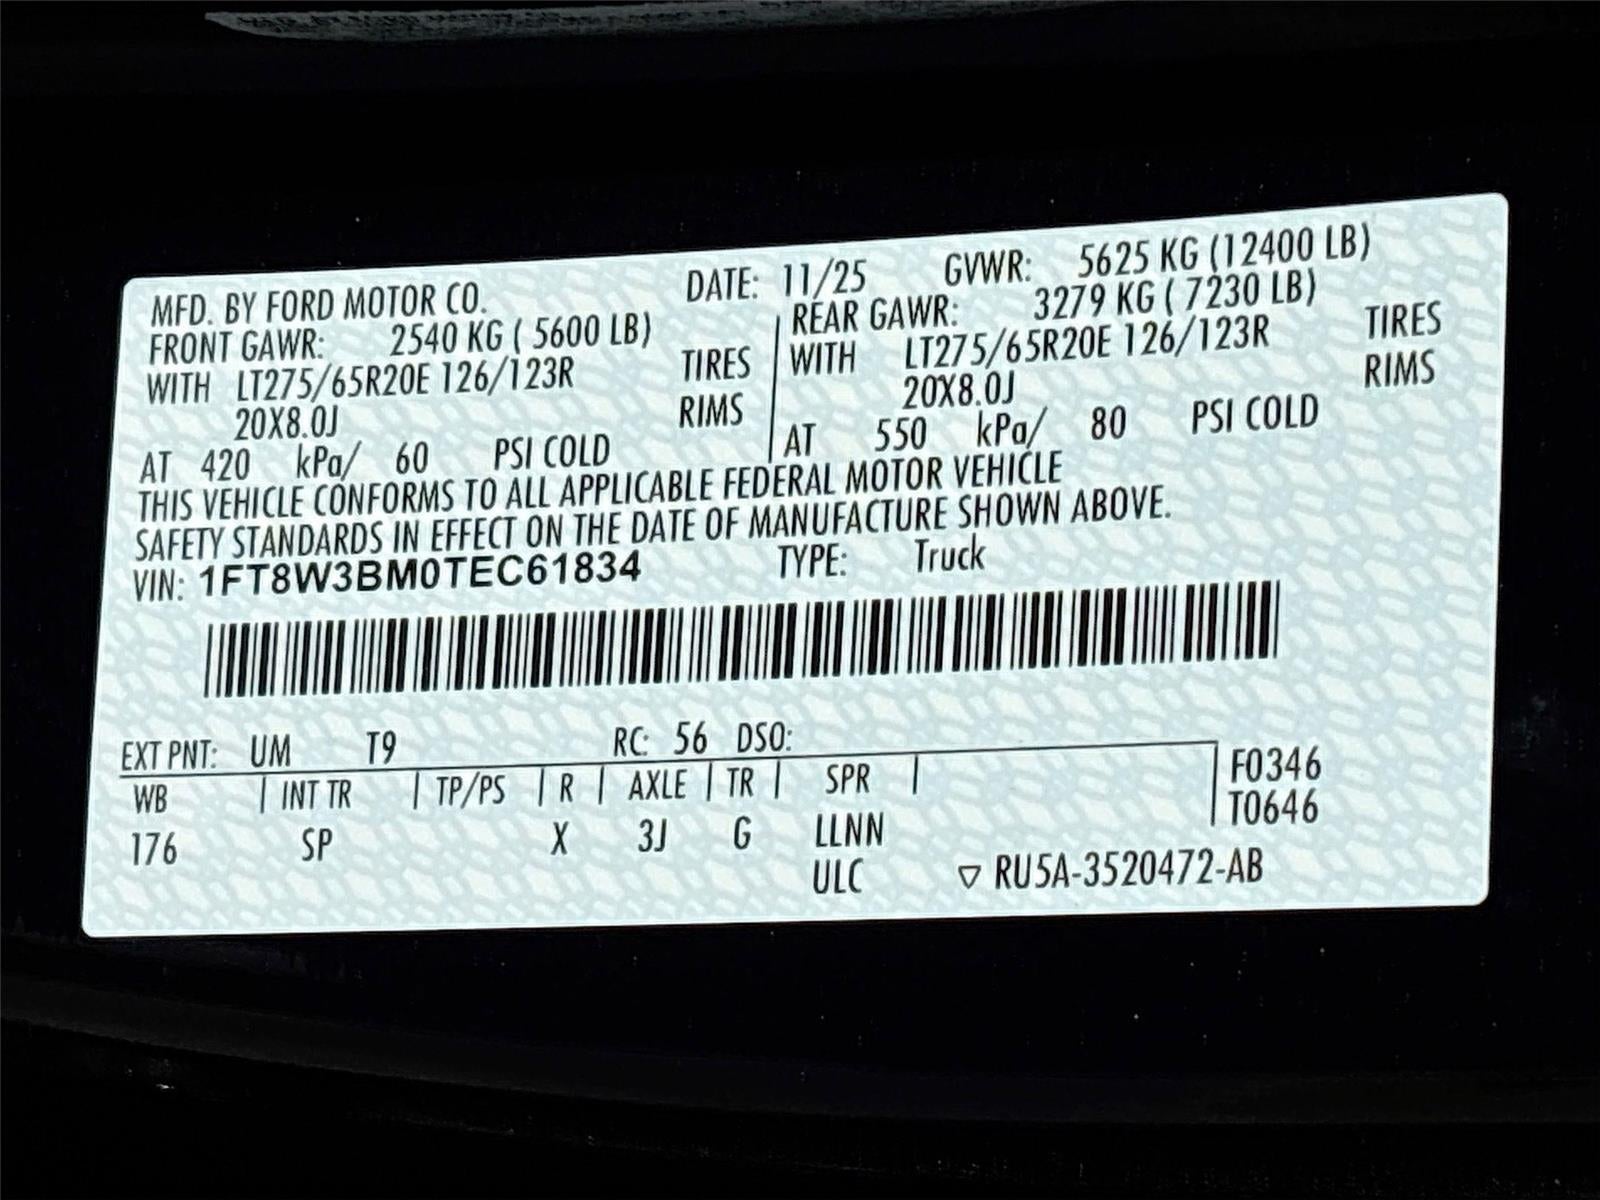 MFD. BY FORD MOTOR CO. DATE: 11/25 GVWR: 5625 KG (12400 LB)
FRONT GAWR: 2540 KG ( 5600 LB) REAR GAWR: 3279 KG ( 7230 LB)
WITH LT275/65R20E 126/123R TIRES WITH LT275/65R20E 126/123R TIRES
20X8.0J RIMS 20X8.0J RIMS
AT 420 kPa/ 60 PSI COLD AT 550 kPa/ 80 PSI COLD
THIS VEHICLE CONFORMS TO ALL APPLICABLE FEDERAL MOTOR VEHICLE
SAFETY STANDARDS IN EFFECT ON THE DATE OF MANUFACTURE SHOWN ABOVE.
VIN: 1FT8W3BM0TEC61834 TYPE: Truck
EXT PNT: UM T9 RC: 56 DSO:
WB INT TR TP/PS R AXLE TR SPR F0346
176 SP X 3J G LLNN T0646
ULC ▽ RU5A-3520472-AB